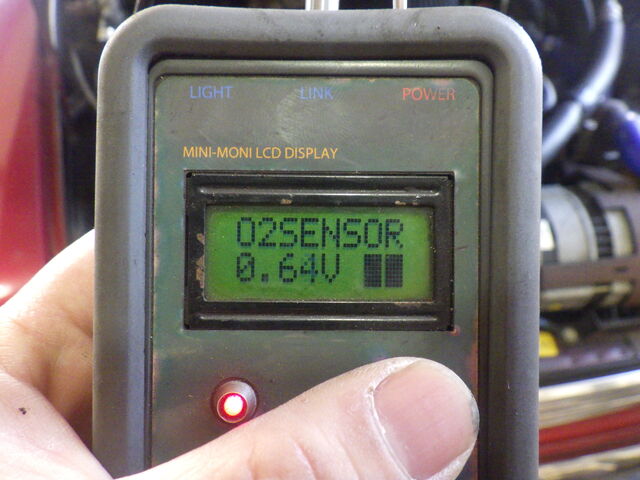 LIGHT LINK POWER
MINI-MONI LCD DISPLAY
O2SENSOR
0.64V